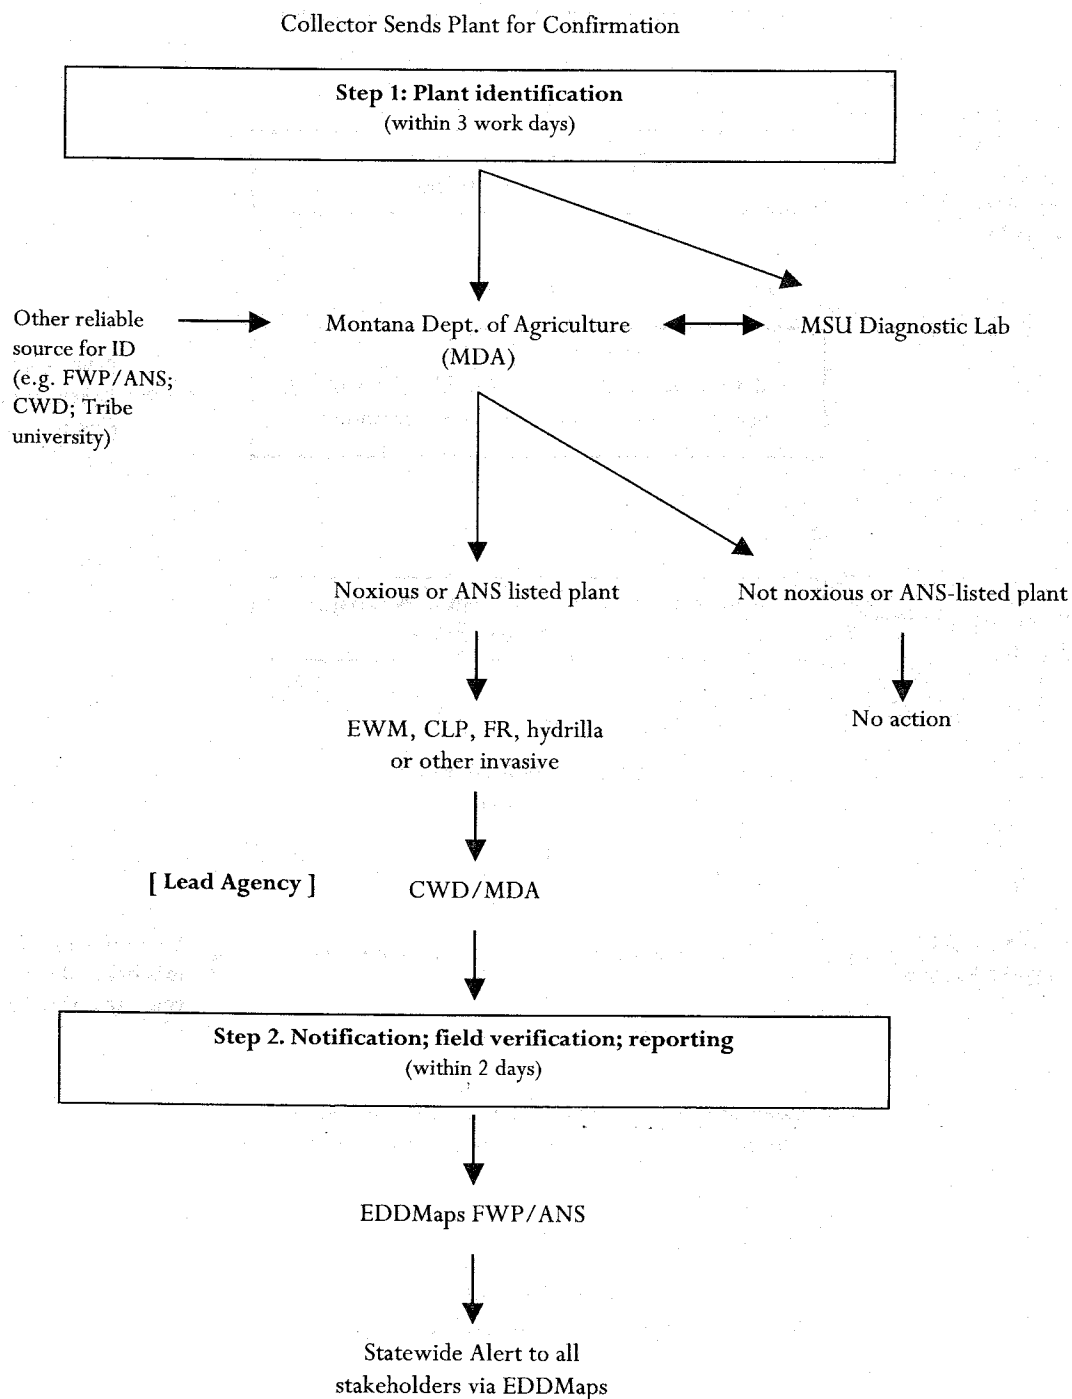 Collector Sends Plant for Confirmation
Step 1: Plant identification
(within 3 work days)
Other reliable
source for ID
(e.g. FWP/ANS;
CWD; Tribe
university)
Montana Dept. of Agriculture
(MDA)
MSU Diagnostic Lab
Noxious or ANS listed plant
Not noxious or ANS-listed plant
EWM, CLP, FR, hydrilla
or other invasive
No action
[ Lead Agency ]
CWD/MDA
Step 2. Notification; field verification; reporting
(within 2 days)
EDDMaps FWP/ANS
Statewide Alert to all
stakeholders via EDDMaps